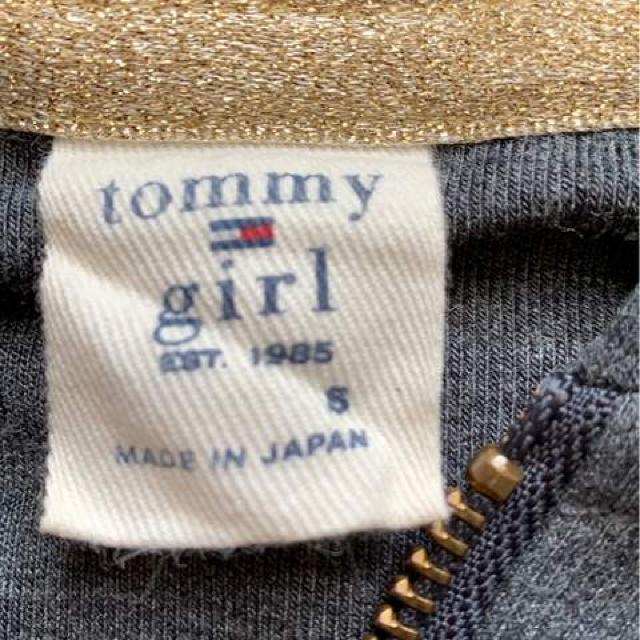 tommy
girl
EST. 1985
S
MADE IN JAPAN